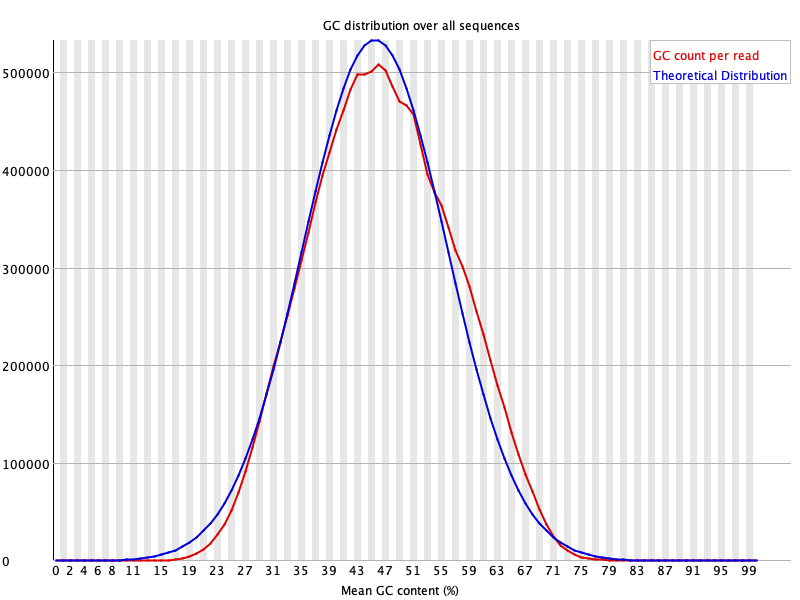 GC distribution over all sequences
GC count per read
Theoretical Distribution
500000
400000
300000
200000
100000
0
0 2 4 6 8 11 15 19 23 27 31 35 39 43 47 51 55 59 63 67 71 75 79 83 87 91 95 99
Mean GC content (%)